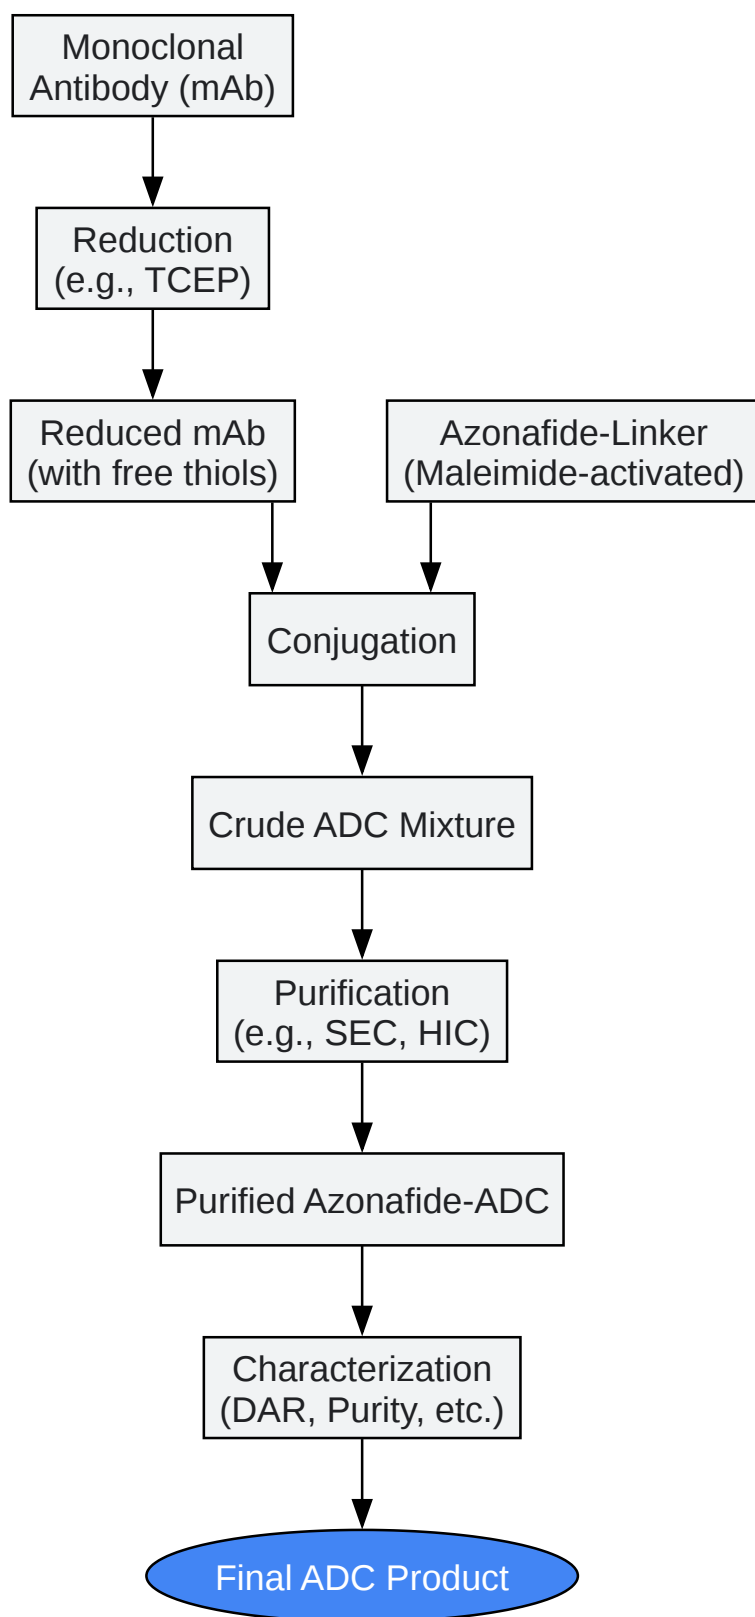 Monoclonal
Antibody (mAb)
Reduction
(e.g., TCEP)
Reduced mAb
(with free thiols)
Azonafide-Linker
(Maleimide-activated)
Conjugation
Crude ADC Mixture
Purification
(e.g., SEC, HIC)
Purified Azonafide-ADC
Characterization
(DAR, Purity, etc.)
Final ADC Product